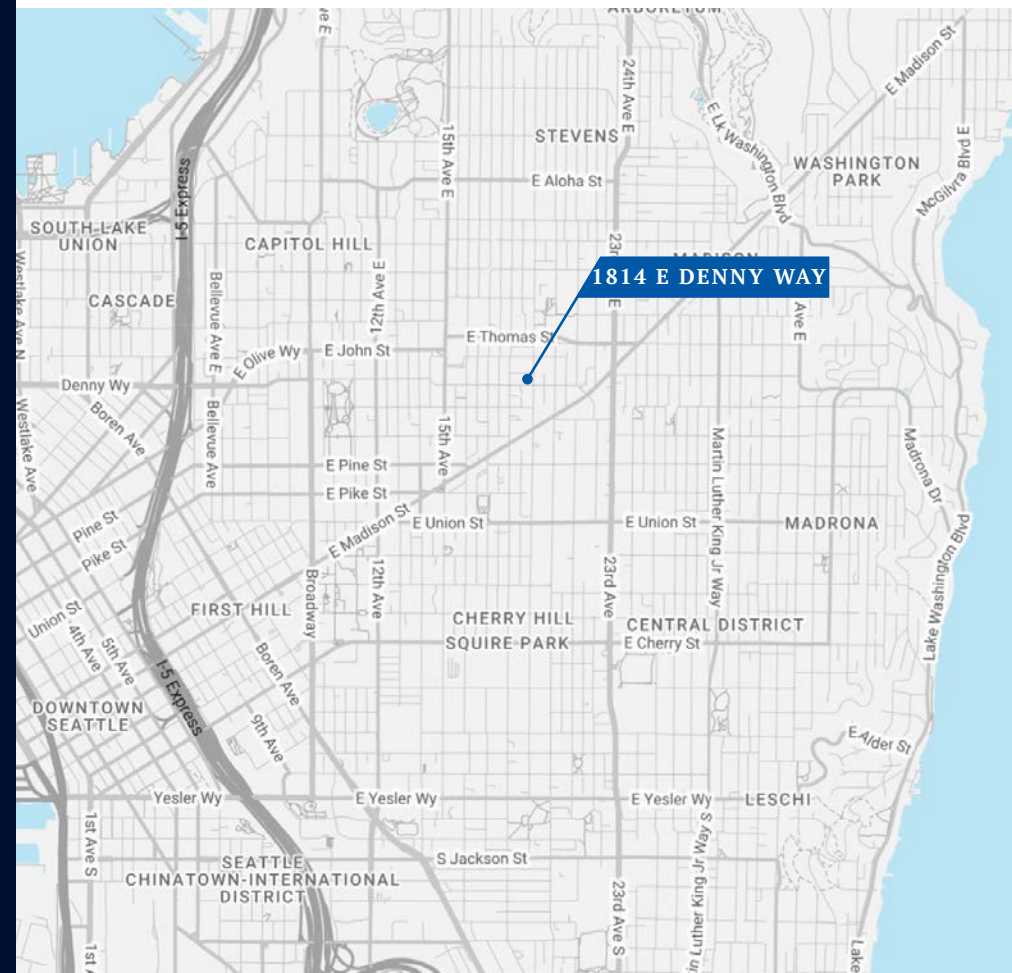 ARBORETUM
ve E
24th Ave E
E Madison St
STEVENS
15th Ave E
E Lk Washington Blvd
WASHINGTON
PARK
McGilvra Blvd E
I-5 Express
E Aloha St
SOUTH LAKE
UNION
CAPITOL HILL
12th Ave E
23r
E
MADISON
1814 E DENNY WAY
Westlake Ave N
CASCADE
Bellevue Ave E
Ave E
E Thomas St
E Olive Wy
E John St
Denny Wy
Westlake Ave
Boren Ave
Bellevue Ave
15th Ave
Martin Luther King Jr Way
Madrona Dr
E Pine St
E Pike St
Pine St
Pike St
E Madison St
E Union St
E Union St
MADRONA
Lake Washington Blvd
Broadway
12th Ave
23rd Ave
Union St
4th Ave
5th Ave
FIRST HILL
CHERRY HILL
SQUIRE PARK
CENTRAL DISTRICT
E Cherry St
Boren Ave
I-5 Express
9th Ave
DOWNTOWN
SEATTLE
E Alder St
Yesler Wy
E Yesler Wy
E Yesler Wy
LESCHI
1st Ave S
S Jackson St
SEATTLE
CHINATOWN-INTERNATIONAL
DISTRICT
23rd Ave S
in Luther King Jr Way S
1st A
Lake